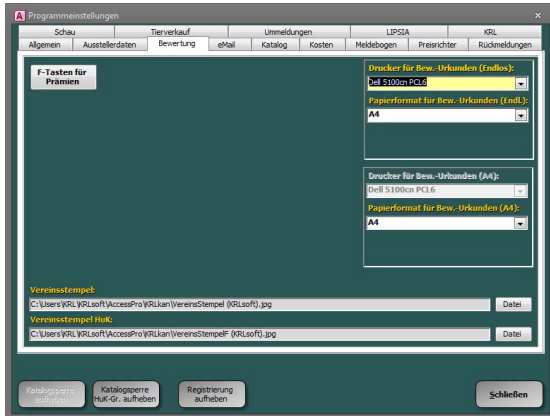 Programmeinstellungen
Schau Tierverkauf Ummeldungen LIPSIA KRL
Allgemein Ausstellerdaten Bewertung eMail Katalog Kosten Meldebogen Preisrichter Rückmeldungen
F-Tasten für
Prämien
Drucker für Bew.-Urkunden (Endlos):
Dell 5100cn PCL6
Papierformat für Bew.-Urkunden (Endl.):
A4
Drucker für Bew.-Urkunden (A4):
Dell 5100cn PCL6
Papierformat für Bew.-Urkunden (A4):
A4
Vereinsstempel:
C:\Users\KRL\KRLsoft\AccessPro\KRLkan\VereinsStempel (KRLsoft).jpg Datei
Vereinsstempel HuK:
C:\Users\KRL\KRLsoft\AccessPro\KRLkan\VereinsStempelF (KRLsoft).jpg Datei
Katalogsperre
aufheben
Katalogsperre
HuK-Gr. aufheben
Registrierung
aufheben
Schließen